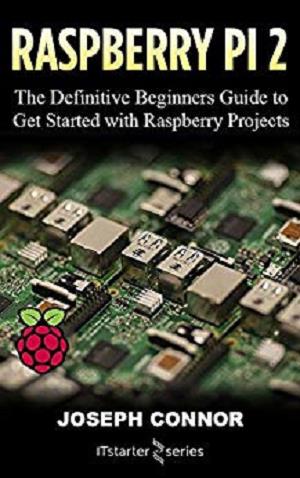 RASPBERRY PI 2
The Definitive Beginners Guide to
Get Started with Raspberry Projects
JOSEPH CONNOR
ITstarter series